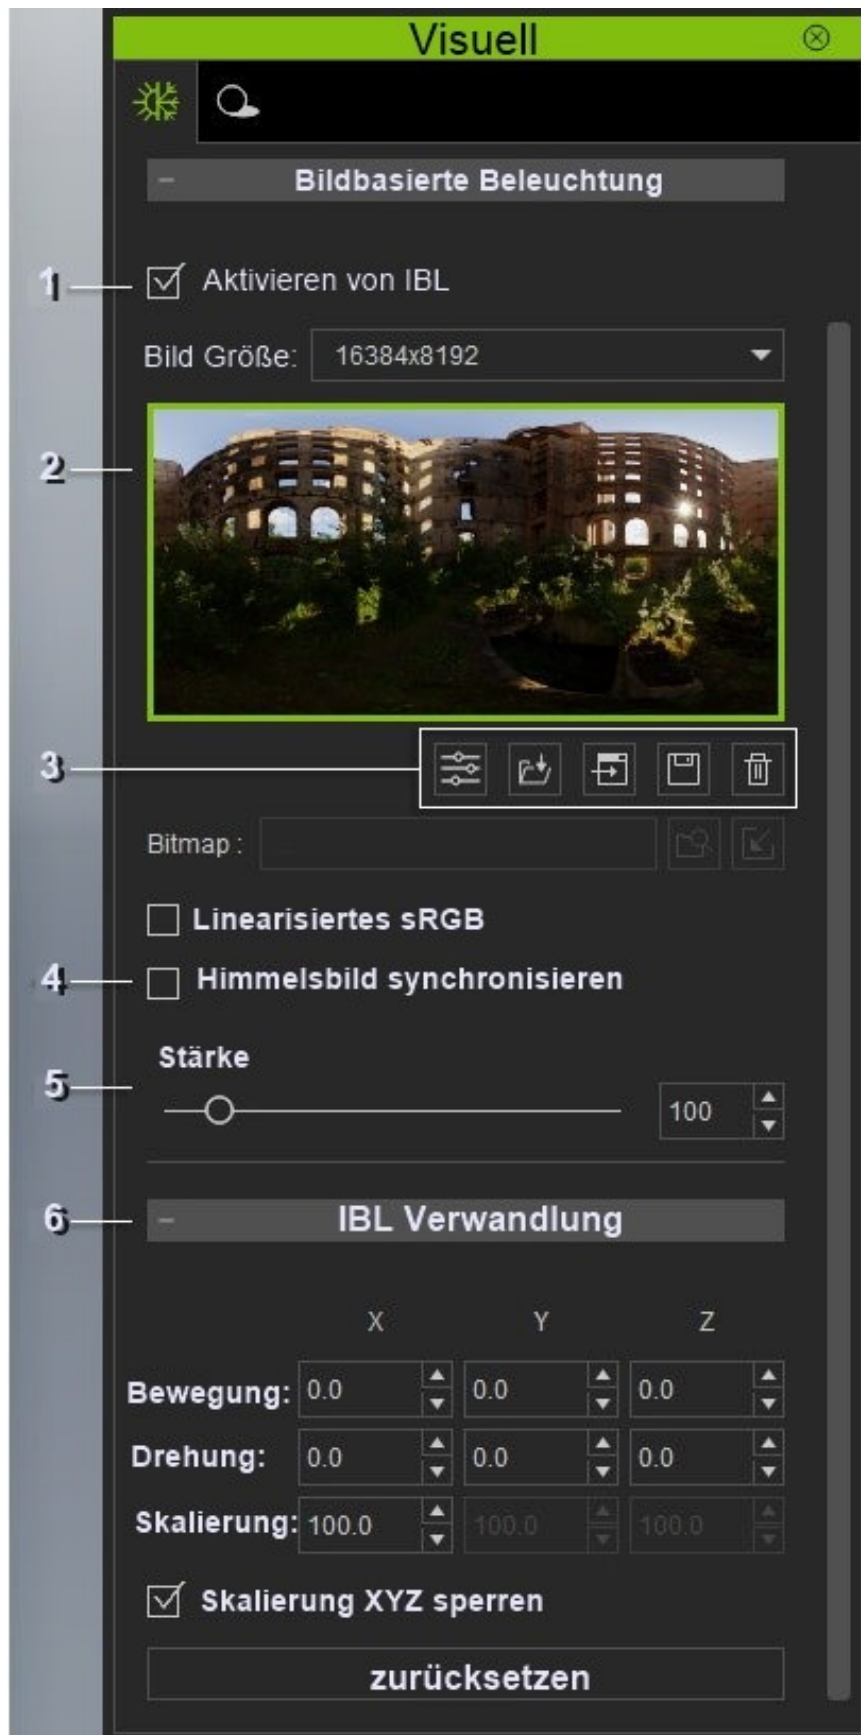 Visuell
Bildbasierte Beleuchtung
1 Aktivieren von IBL
Bild Größe: 16384x8192
2
3
Bitmap :
Linearisiertes sRGB
4 Himmelsbild synchronisieren
Stärke
5 100
6 IBL Verwandlung
X Y Z
Bewegung: 0.0 0.0 0.0
Drehung: 0.0 0.0 0.0
Skalierung: 100.0 100.0 100.0
Skalierung XYZ sperren
zurücksetzen